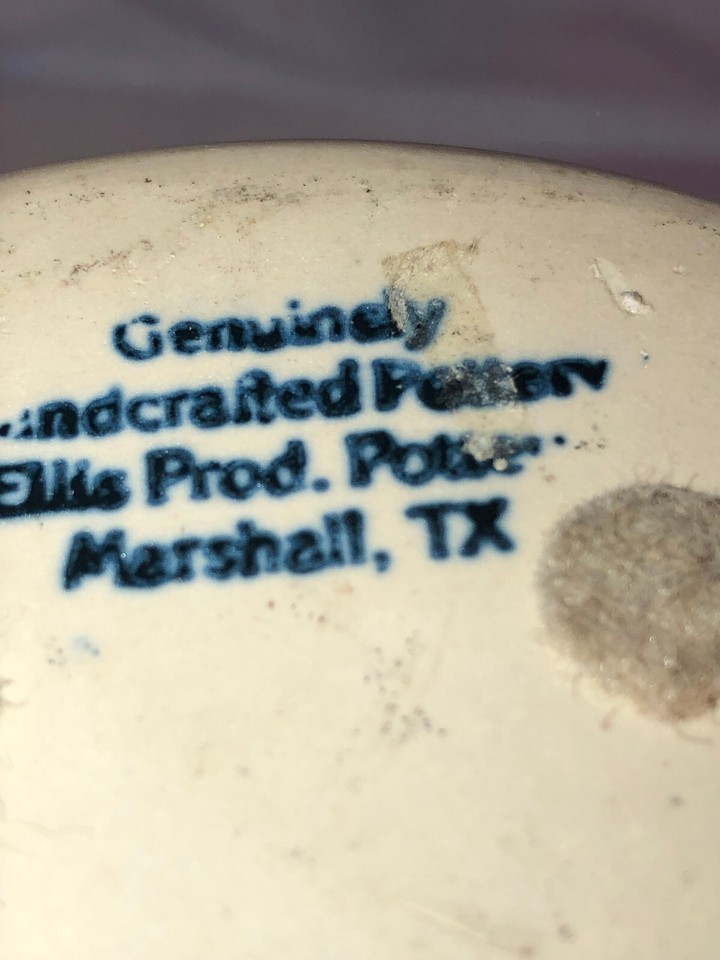 Genuinely
andcrafted Pottery
Ellis Prod. Potter
Marshall, TX